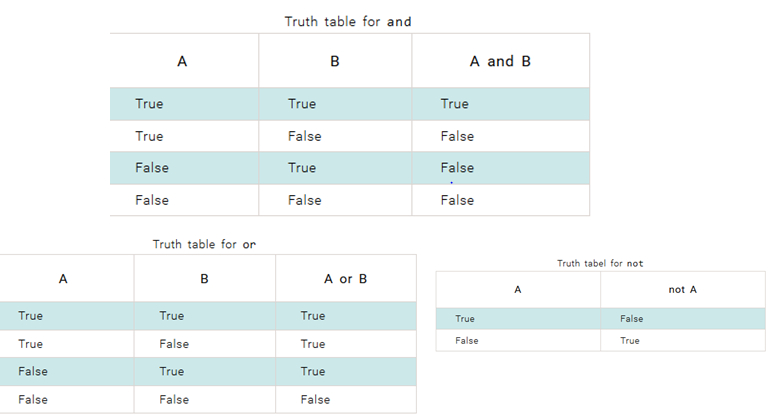 Truth table for and
A B A and B
True True True
True False False
False True False
False False False
Truth table for or
A B A or B
True True True
True False True
False True True
False False False
Truth tabel for not
A not A
True False
False True